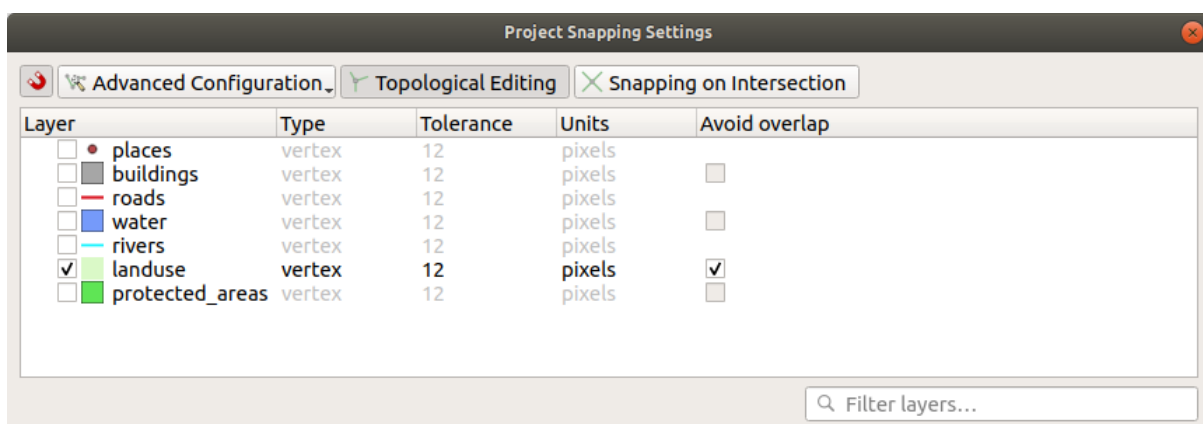 Project Snapping Settings
Advanced Configuration Topological Editing Snapping on Intersection
Layer Type Tolerance Units Avoid overlap
places vertex 12 pixels
buildings vertex 12 pixels
roads vertex 12 pixels
water vertex 12 pixels
rivers vertex 12 pixels
landuse vertex 12 pixels
protected_areas vertex 12 pixels
Filter layers...